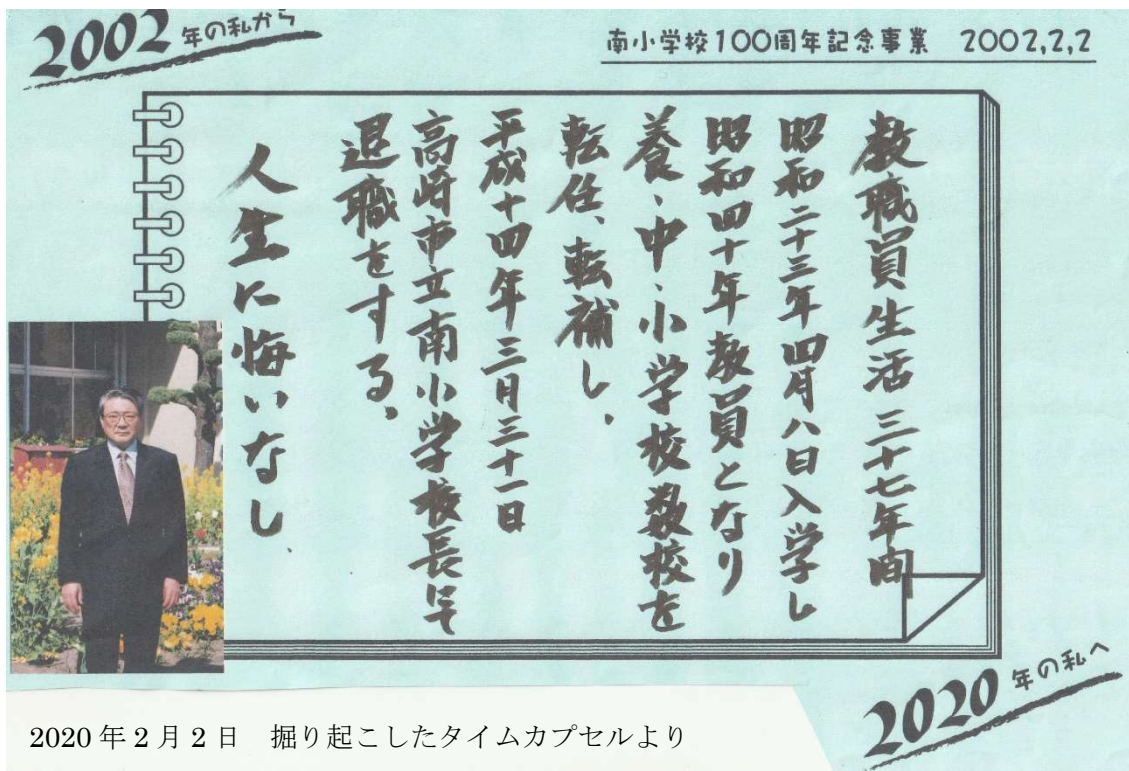 2002年の私から
南小学校100周年記念事業 2002,2,2
教職員生活三十七年間
昭和二十三年四月八日入学し
昭和四十年教員となり
養、中、小学校数校を
転任、転補し、
平成十四年三月三十一日
高崎市立南小学校長にて
退職をする。
人生に悔いなし、
2020年の私へ
2020年2月2日 掘り起こしたタイムカプセルより